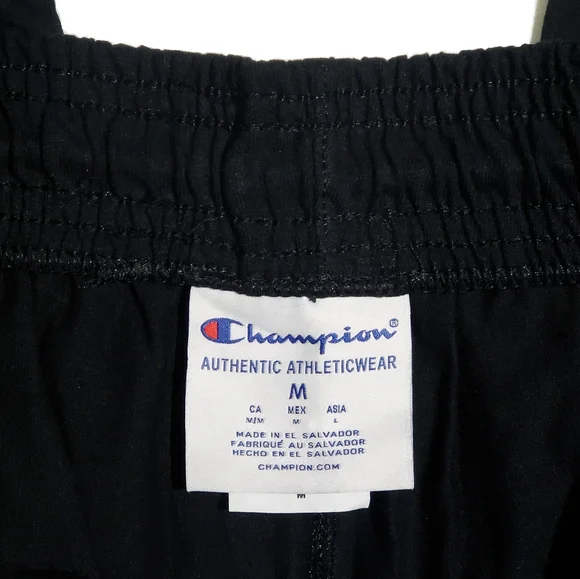 Champion®
AUTHENTIC ATHLETICWEAR
M
CA MEX ASIA
M/M M L
MADE IN EL SALVADOR
FABRIQUÉ AU SALVADOR
HECHO EN EL SALVADOR
CHAMPION.COM
M